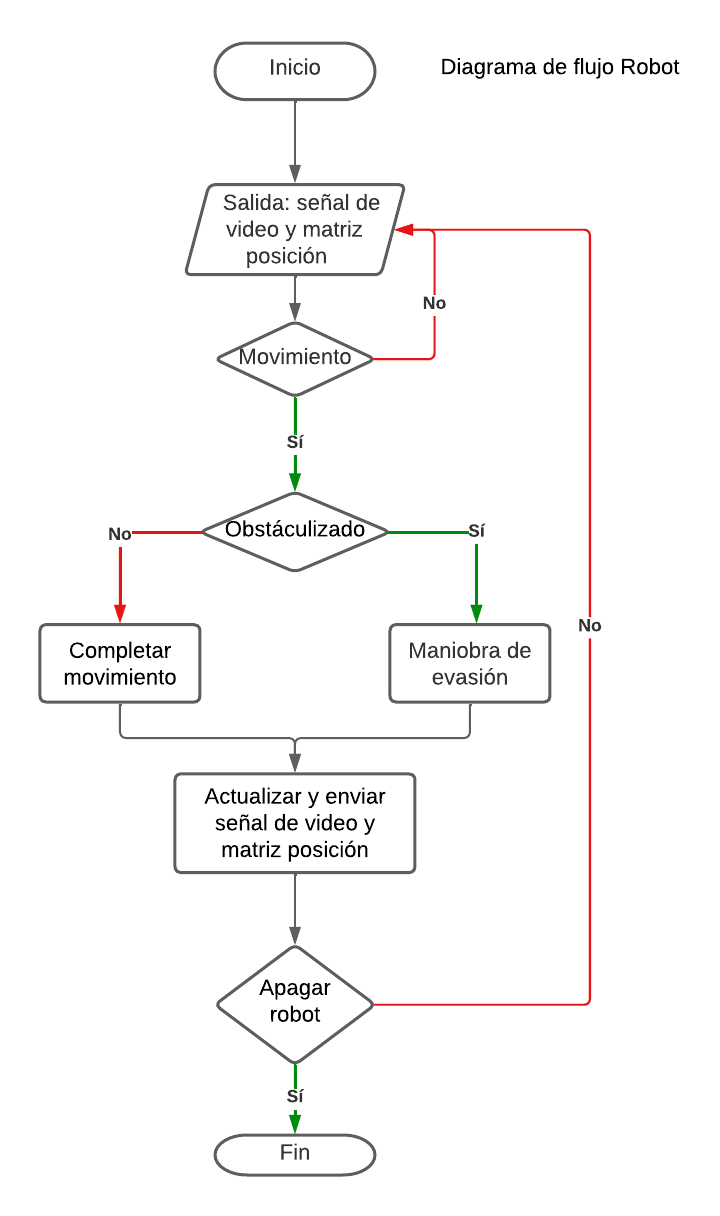 Inicio
Diagrama de flujo Robot
Salida: señal de
video y matriz
posición
No
Movimiento
Sí
Obstáculizado
No
Sí
Completar
movimiento
Maniobra de
evasión
No
Actualizar y enviar
señal de video y
matriz posición
Apagar
robot
Sí
Fin